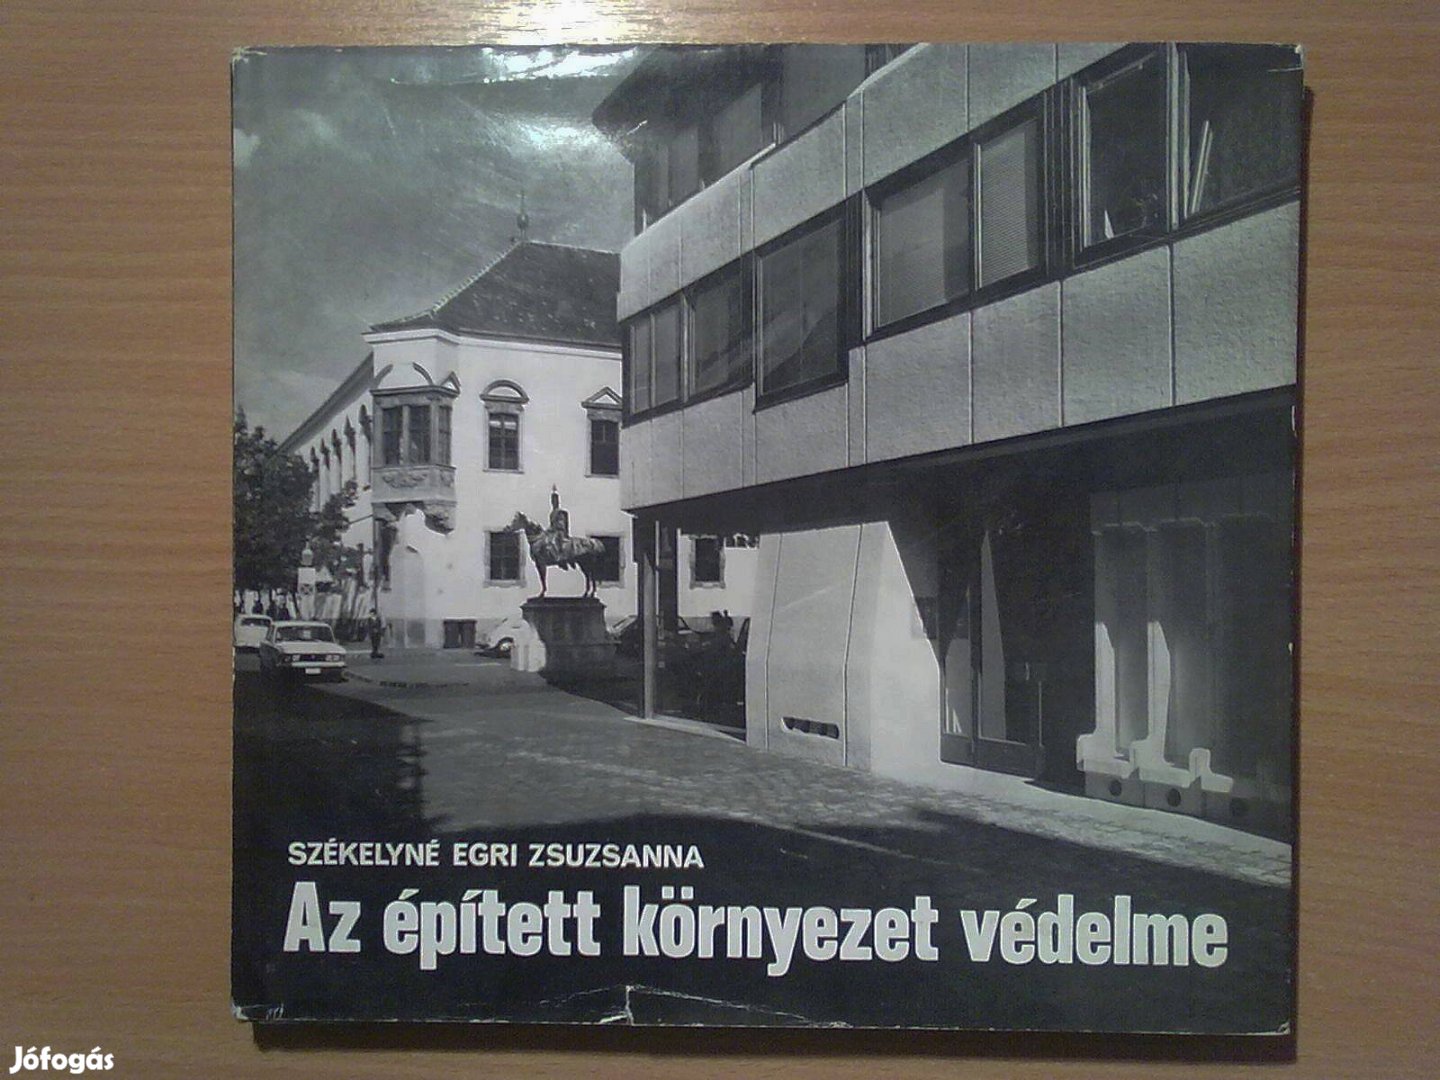 SZÉKELYNÉ EGRI ZSUZSANNA
Az épített környezet védelme
Jófogás